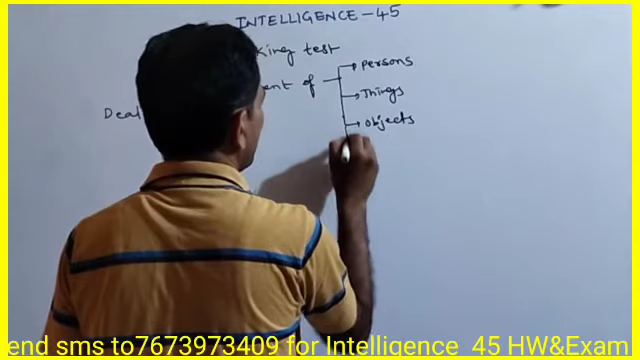 INTELLIGENCE-45
king test
ent of
Persons
Things
Objects
Deal
end sms to7673973409 for Intelligence 45 HW&Exam